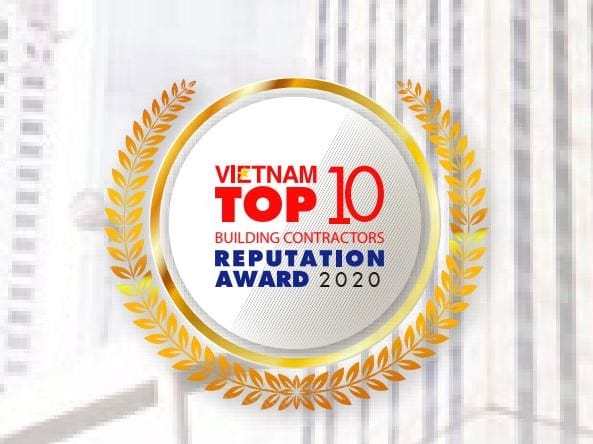 VIETNAM
TOP 10
BUILDING CONTRACTORS
REPUTATION
AWARD 2020